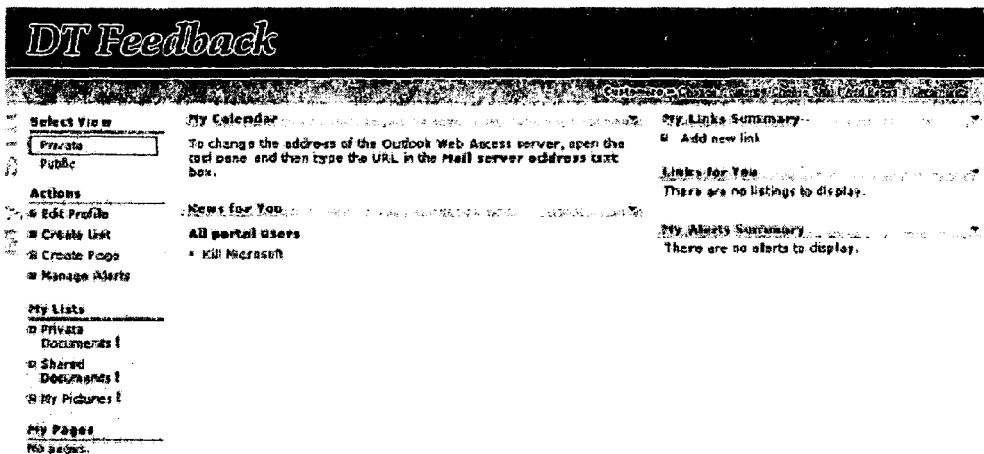 DT Feedback
Select View
Private
Public
Actions
Edit Profile
Create List
Create Page
Manage Alerts
My Lists
Private
Documents !
Shared
Documents !
My Pictures !
My Pages
No pages.
My Calendar
To change the address of the Outlook Web Access server, open the
tool pane and then type the URL in the Mail server address text
box.
News for You
All portal users
Kill Microsoft
My Links Summary
Add new link
Links for You
There are no listings to display.
My Alerts Summary
There are no alerts to display.